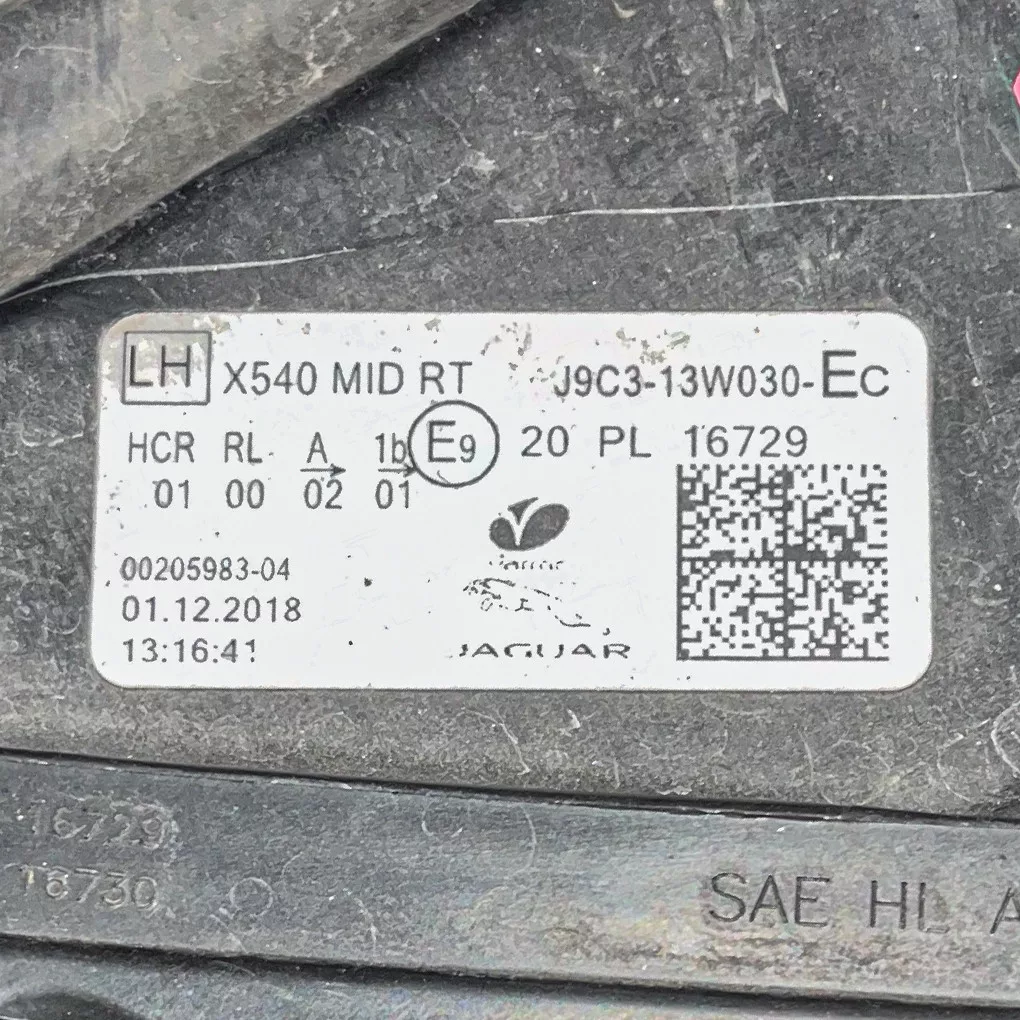 LH X540 MID RT J9C3-13W030-EC
HCR RL A 1b E9 20 PL 16729
01 00 02 01
00205983-04
01.12.2018
13:16:41
JAGUAR
16729
16730
SAE HL A